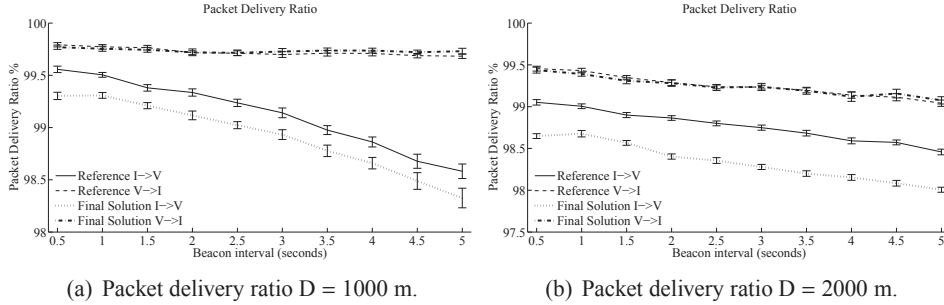 Packet Delivery Ratio
Packet Delivery Ratio %
100
99.5
99
98.5
98
Reference I->V
Reference V->I
Final Solution I->V
Final Solution V->I
0.5 1 1.5 2 2.5 3 3.5 4 4.5 5
Beacon interval (seconds)
(a) Packet delivery ratio D = 1000 m.
Packet Delivery Ratio
Packet Delivery Ratio %
100
99.5
99
98.5
98
97.5
Reference I->V
Reference V->I
Final Solution I->V
Final Solution V->I
0.5 1 1.5 2 2.5 3 3.5 4 4.5 5
Beacon interval (seconds)
(b) Packet delivery ratio D = 2000 m.